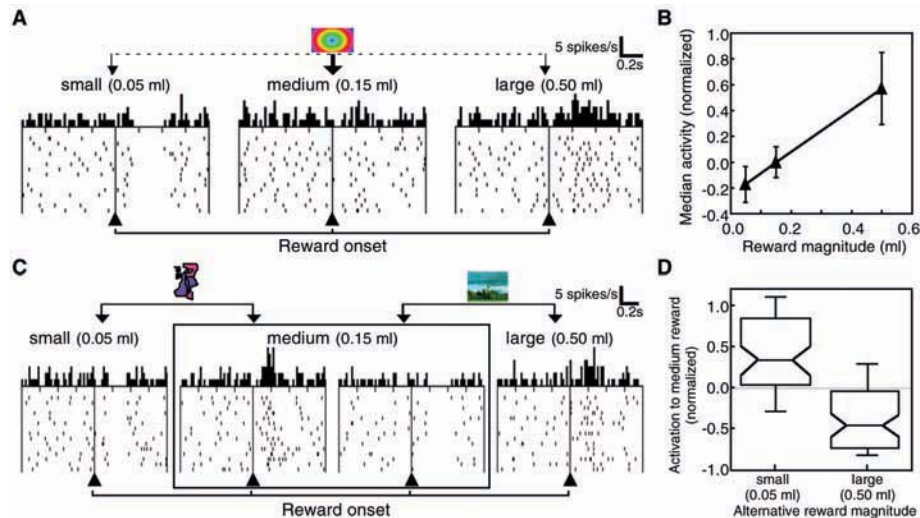 A
5 spikes/s
0.2s
small (0.05 ml) medium (0.15 ml) large (0.50 ml)
Reward onset
B
Median activity (normalized)
1.0
0.8
0.6
0.4
0.2
0.0
-0.2
-0.4
0.0 0.2 0.4 0.6
Reward magnitude (ml)
C
5 spikes/s
0.2s
small (0.05 ml) medium (0.15 ml) large (0.50 ml)
Reward onset
D
Activation to medium reward
(normalized)
1.0
0.5
0.0
-0.5
-1.0
small large
(0.05 ml) (0.50 ml)
Alternative reward magnitude